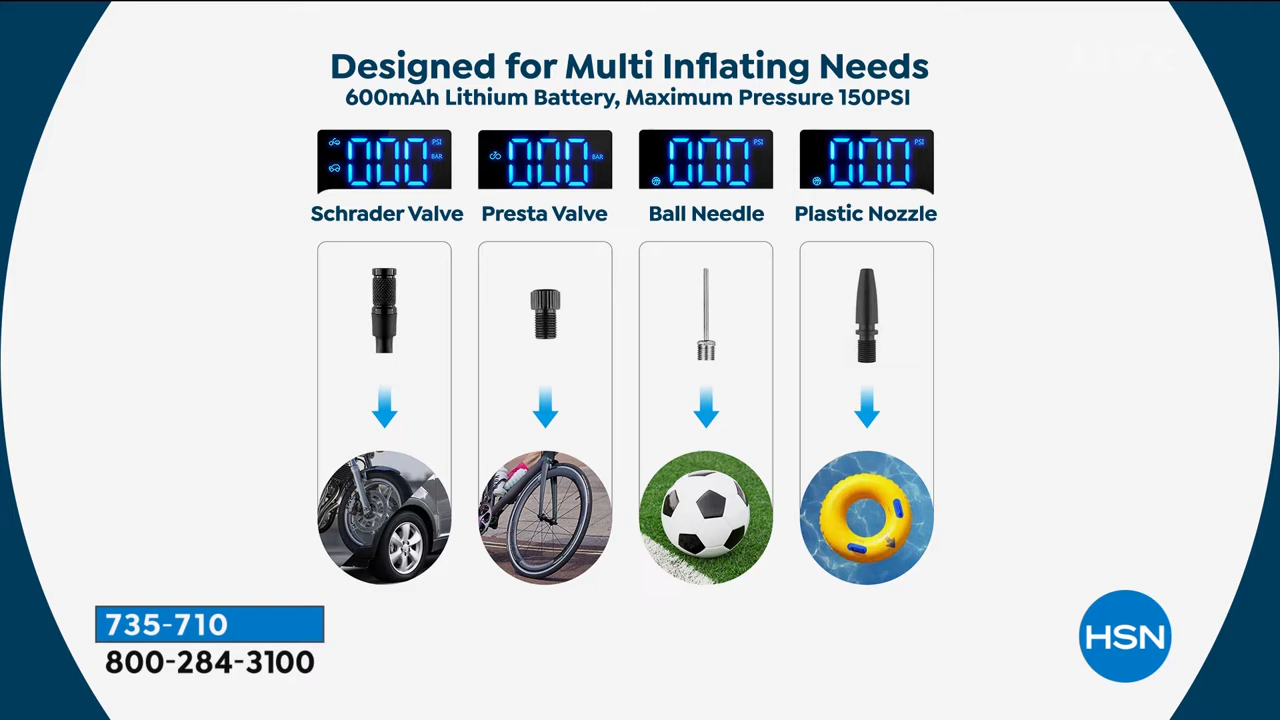 Designed for Multi Inflating Needs
600mAh Lithium Battery, Maximum Pressure 150PSI
000 PSI BAR
000 BAR
000 PSI
000 PSI
Schrader Valve
Presta Valve
Ball Needle
Plastic Nozzle
735-710
800-284-3100
HSN